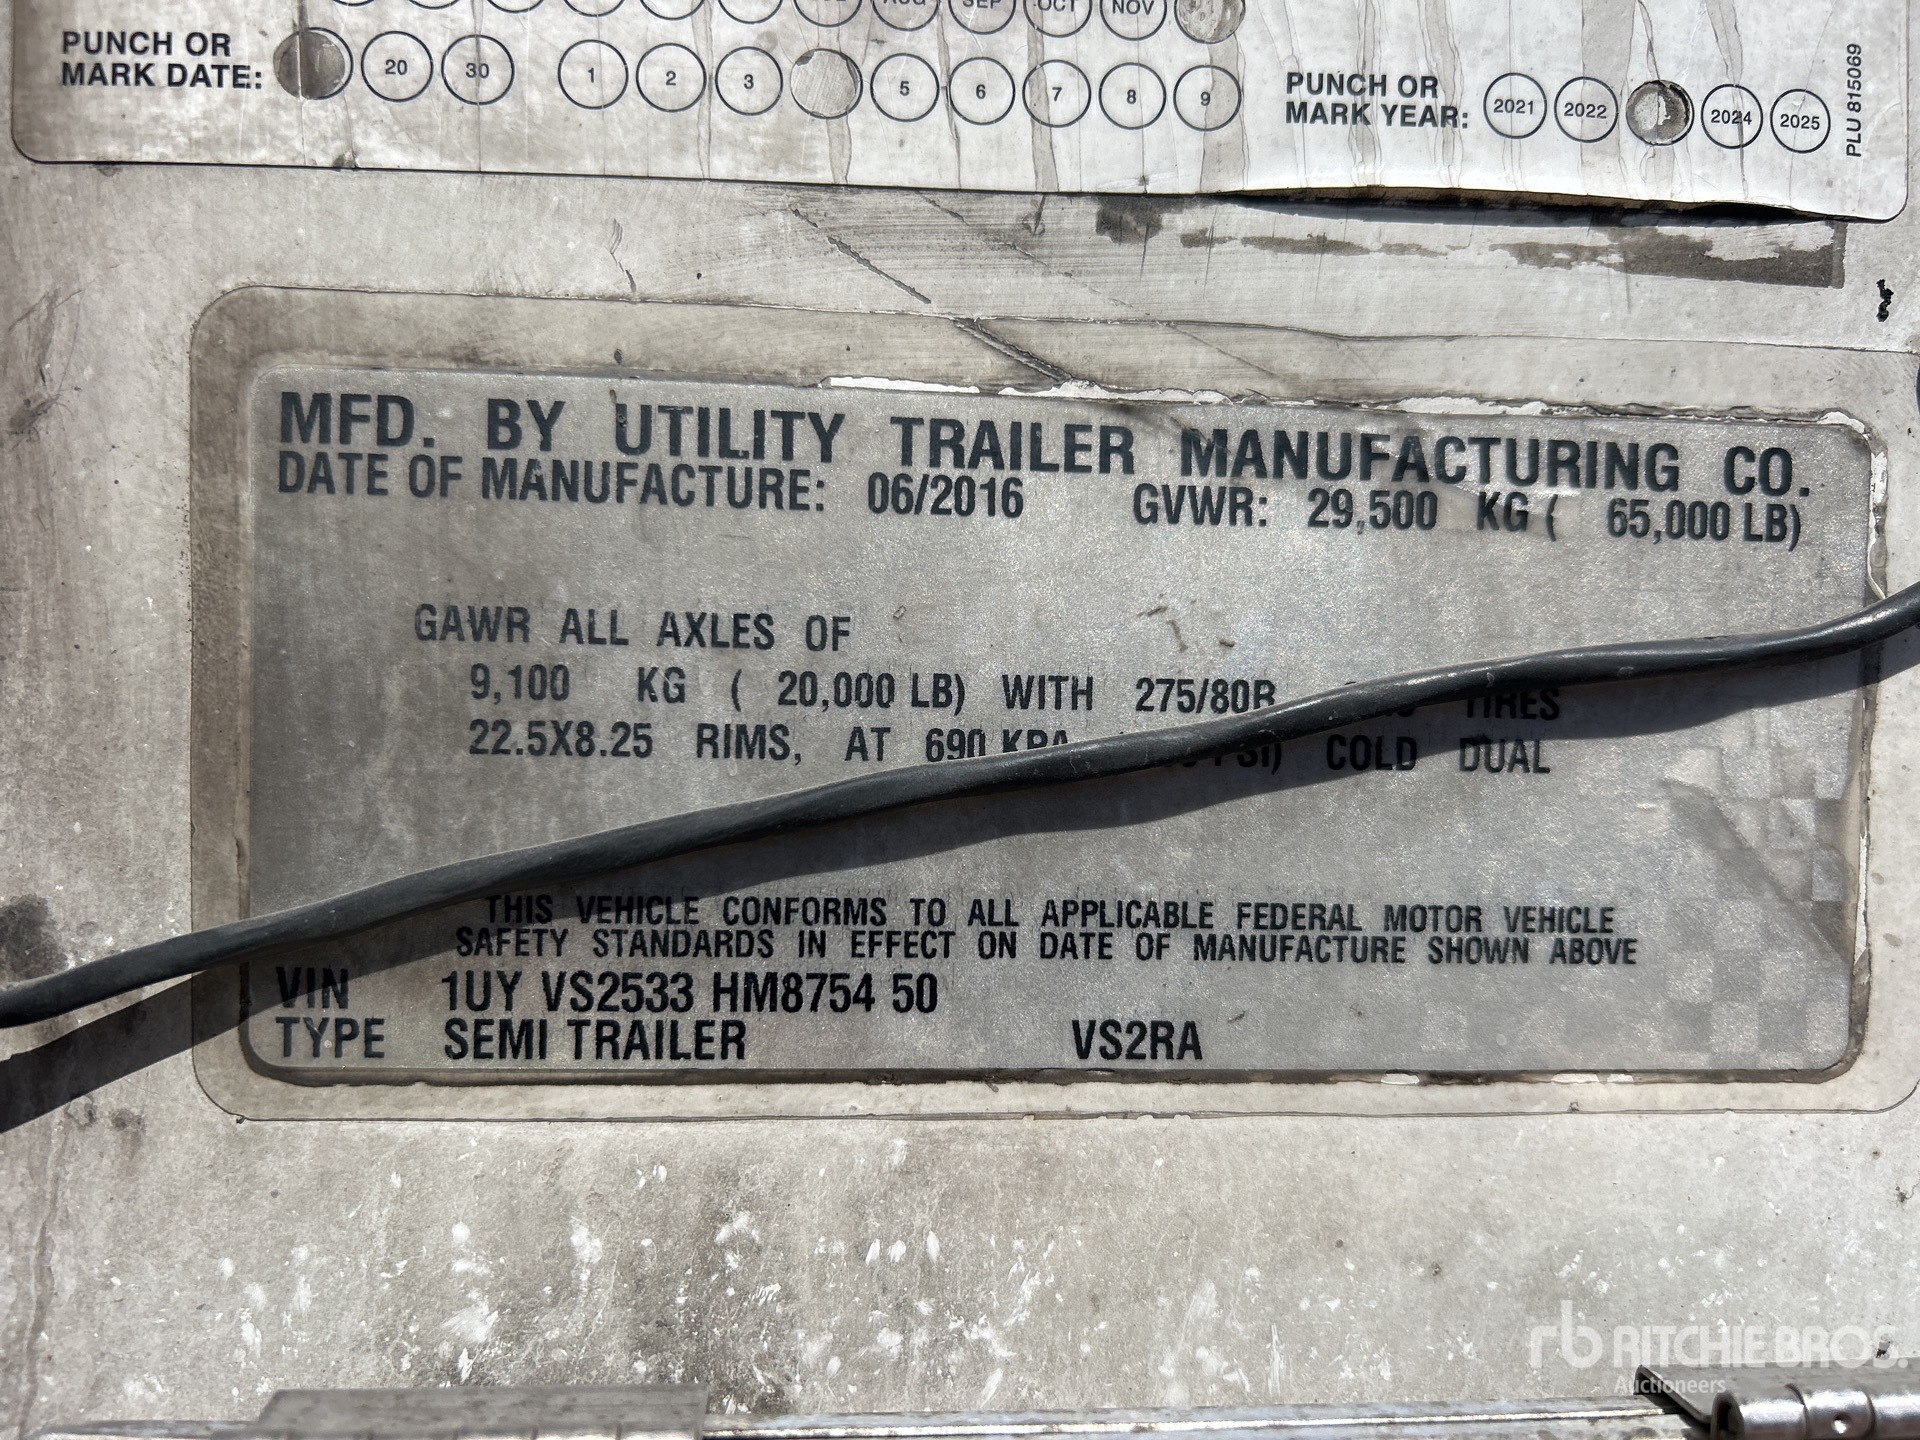 AUG SEP OCT NOV
PUNCH OR
MARK DATE: 20 30 1 2 3 5 6 7 8 9
PUNCH OR
MARK YEAR: 2021 2022 2024 2025
PLU 815069
MFD. BY UTILITY TRAILER MANUFACTURING CO.
DATE OF MANUFACTURE: 06/2016 GVWR: 29,500 KG ( 65,000 LB)
GAWR ALL AXLES OF
9,100 KG ( 20,000 LB) WITH 275/80R TIRES
22.5X8.25 RIMS, AT 690 KPA PSI) COLD DUAL
THIS VEHICLE CONFORMS TO ALL APPLICABLE FEDERAL MOTOR VEHICLE
SAFETY STANDARDS IN EFFECT ON DATE OF MANUFACTURE SHOWN ABOVE
VIN 1UY VS2533 HM8754 50
TYPE SEMI TRAILER VS2RA
rb RITCHIE BROS.
Auctioneers